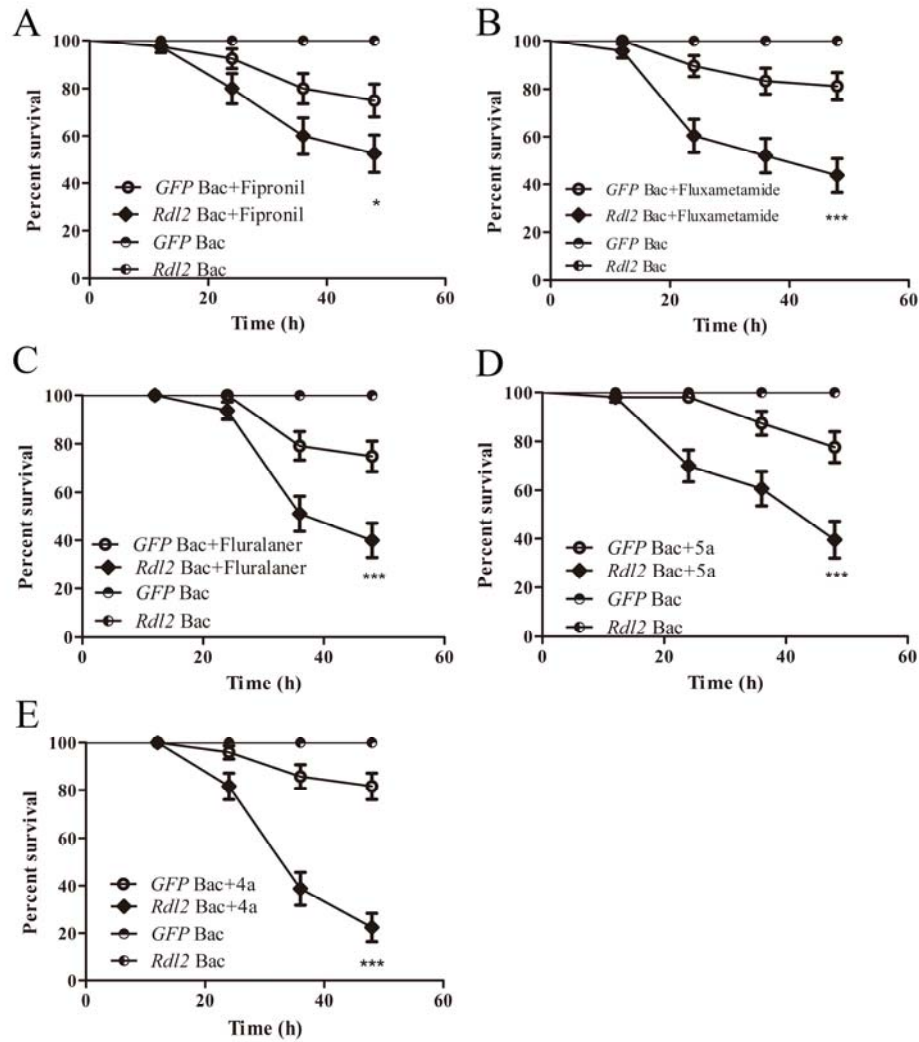 A
Percent survival
100
80
60
40
20
0
GFP Bac+Fipronil
Rdl2 Bac+Fipronil
GFP Bac
Rdl2 Bac
*
0 20 40 60
Time (h)
B
Percent survival
100
80
60
40
20
0
GFP Bac+Fluxametamide
Rdl2 Bac+Fluxametamide
GFP Bac
Rdl2 Bac
***
0 20 40 60
Time (h)
C
Percent survival
100
80
60
40
20
0
GFP Bac+Fluralaner
Rdl2 Bac+Fluralaner
GFP Bac
Rdl2 Bac
***
0 20 40 60
Time (h)
D
Percent survival
100
80
60
40
20
0
GFP Bac+5a
Rdl2 Bac+5a
GFP Bac
Rdl2 Bac
***
0 20 40 60
Time (h)
E
Percent survival
100
80
60
40
20
0
GFP Bac+4a
Rdl2 Bac+4a
GFP Bac
Rdl2 Bac
***
0 20 40 60
Time (h)